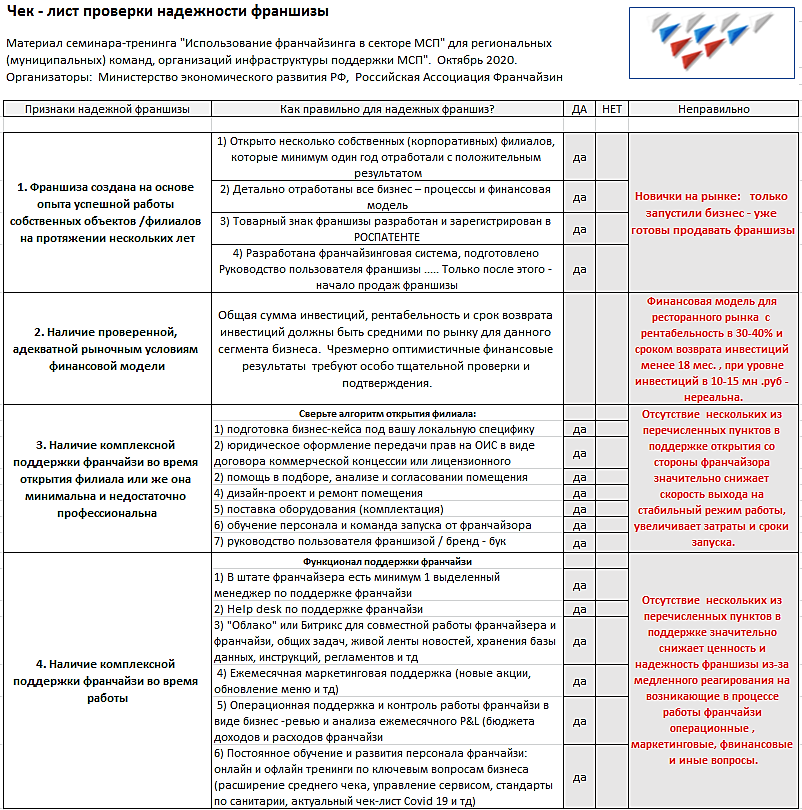 Чек - лист проверки надежности франшизы
Материал семинара-тренинга "Использование франчайзинга в секторе МСП" для региональных
(муниципальных) команд, организаций инфраструктуры поддержки МСП". Октябрь 2020.
Организаторы: Министерство экономического развития РФ, Российская Ассоциация Франчайзин
Признаки надежной франшизы
Как правильно для надежных франшиз?
ДА
НЕТ
Неправильно
1. Франшиза создана на основе
опыта успешной работы
собственных объектов /филиалов
на протяжении нескольких лет
1) Открыто несколько собственных (корпоративных) филиалов,
которые минимум один год отработали с положительным
результатом
да
2) Детально отработаны все бизнес – процессы и финансовая
модель
да
3) Товарный знак франшизы разработан и зарегистрирован в
РОСПАТЕНТЕ
да
4) Разработана франчайзинговая система, подготовлено
Руководство пользователя франшизы ..... Только после этого -
начало продаж франшизы
да
Новички на рынке: только
запустили бизнес - уже
готовы продавать франшизы
2. Наличие проверенной,
адекватной рыночным условиям
финансовой модели
Общая сумма инвестиций, рентабельность и срок возврата
инвестиций должны быть средними по рынку для данного
сегмента бизнеса. Чрезмерно оптимистичные финансовые
результаты требуют особо тщательной проверки и
подтверждения.
Финансовая модель для
ресторанного рынка с
рентабельность в 30-40% и
сроком возврата инвестиций
менее 18 мес. , при уровне
инвестиций в 10-15 мн .руб -
нереальна.
3. Наличие комплексной
поддержки франчайзи во время
открытия филиала или же она
минимальна и недостаточно
профессиональна
Сверьте алгоритм открытия филиала:
1) подготовка бизнес-кейса под вашу локальную специфику
да
2) юридическое оформление передачи прав на ОИС в виде
договора коммерческой концессии или лицензионного
да
2) помощь в подборе, анализе и согласовании помещения
да
4) дизайн-проект и ремонт помещения
да
5) поставка оборудования (комплектация)
да
6) обучение персонала и команда запуска от франчайзора
да
7) руководство пользователя франшизой / бренд - бук
да
Отсутствие нескольких из
перечисленных пунктов в
поддержке открытия со
стороны франчайзора
значительно снижает
скорость выхода на
стабильный режим работы,
увеличивает затраты и сроки
запуска.
4. Наличие комплексной
поддержки франчайзи во время
работы
Функционал поддержки франчайзи
1) В штате франчайзера есть минимум 1 выделенный
менеджер по поддержке франчайзи
да
2) Help desk по поддержке франчайзи
да
3) "Облако" или Битрикс для совместной работы франчайзера и
франчайзи, общих задач, живой ленты новостей, хранения базы
данных, инструкций, регламентов и тд
да
4) Ежемесячная маркетинговая поддержка (новые акции,
обновление меню и тд)
да
5) Операционная поддержка и контроль работы франчайзи в
виде бизнес -ревью и анализа ежемесячного P&L (бюджета
доходов и расходов франчайзи
да
6) Постоянное обучение и развития персонала франчайзи:
онлайн и офлайн тренинги по ключевым вопросам бизнеса
(расширение среднего чека, управление сервисом, стандарты
по санитарии, актуальный чек-лист Covid 19 и тд)
да
Отсутствие нескольких из
перечисленных пунктов в
поддержке значительно
снижает ценность и
надежность франшизы из-за
медленного реагирования на
возникающие в процессе
работы франчайзи
операционные ,
маркетинговые, фвинансовые
и иные вопросы.